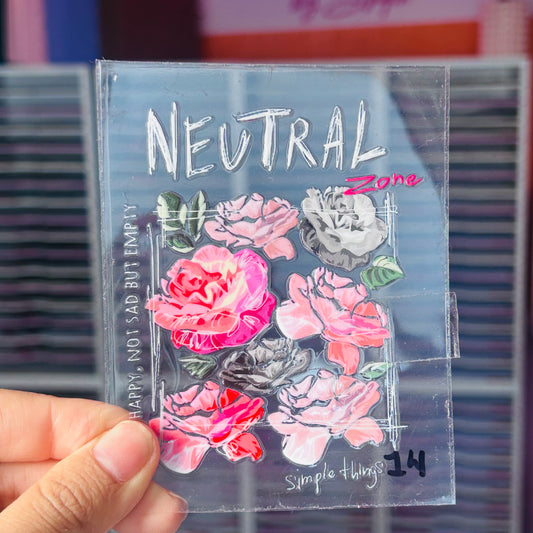 NEUTRAL
Zone
HAPPY, NOT SAD BUT EMPTY
Simple things
14